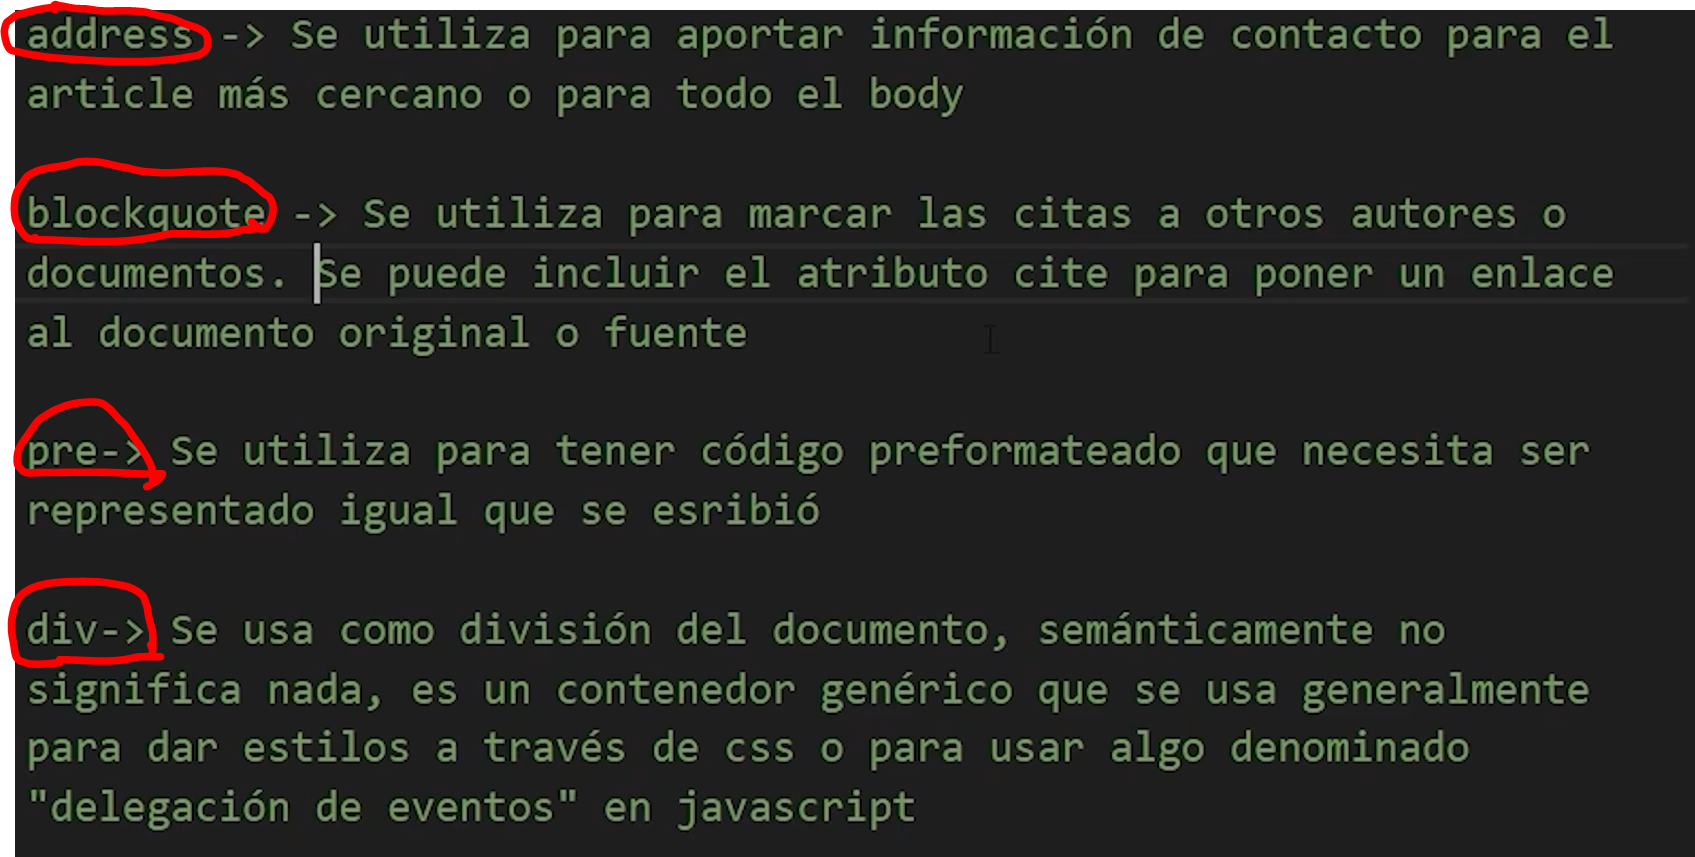 address -> Se utiliza para aportar información de contacto para el
article más cercano o para todo el body
blockquote -> Se utiliza para marcar las citas a otros autores o
documentos. Se puede incluir el atributo cite para poner un enlace
al documento original o fuente
pre-> Se utiliza para tener código preformateado que necesita ser
representado igual que se esribió
div-> Se usa como división del documento, semánticamente no
significa nada, es un contenedor genérico que se usa generalmente
para dar estilos a través de css o para usar algo denominado
"delegación de eventos" en javascript